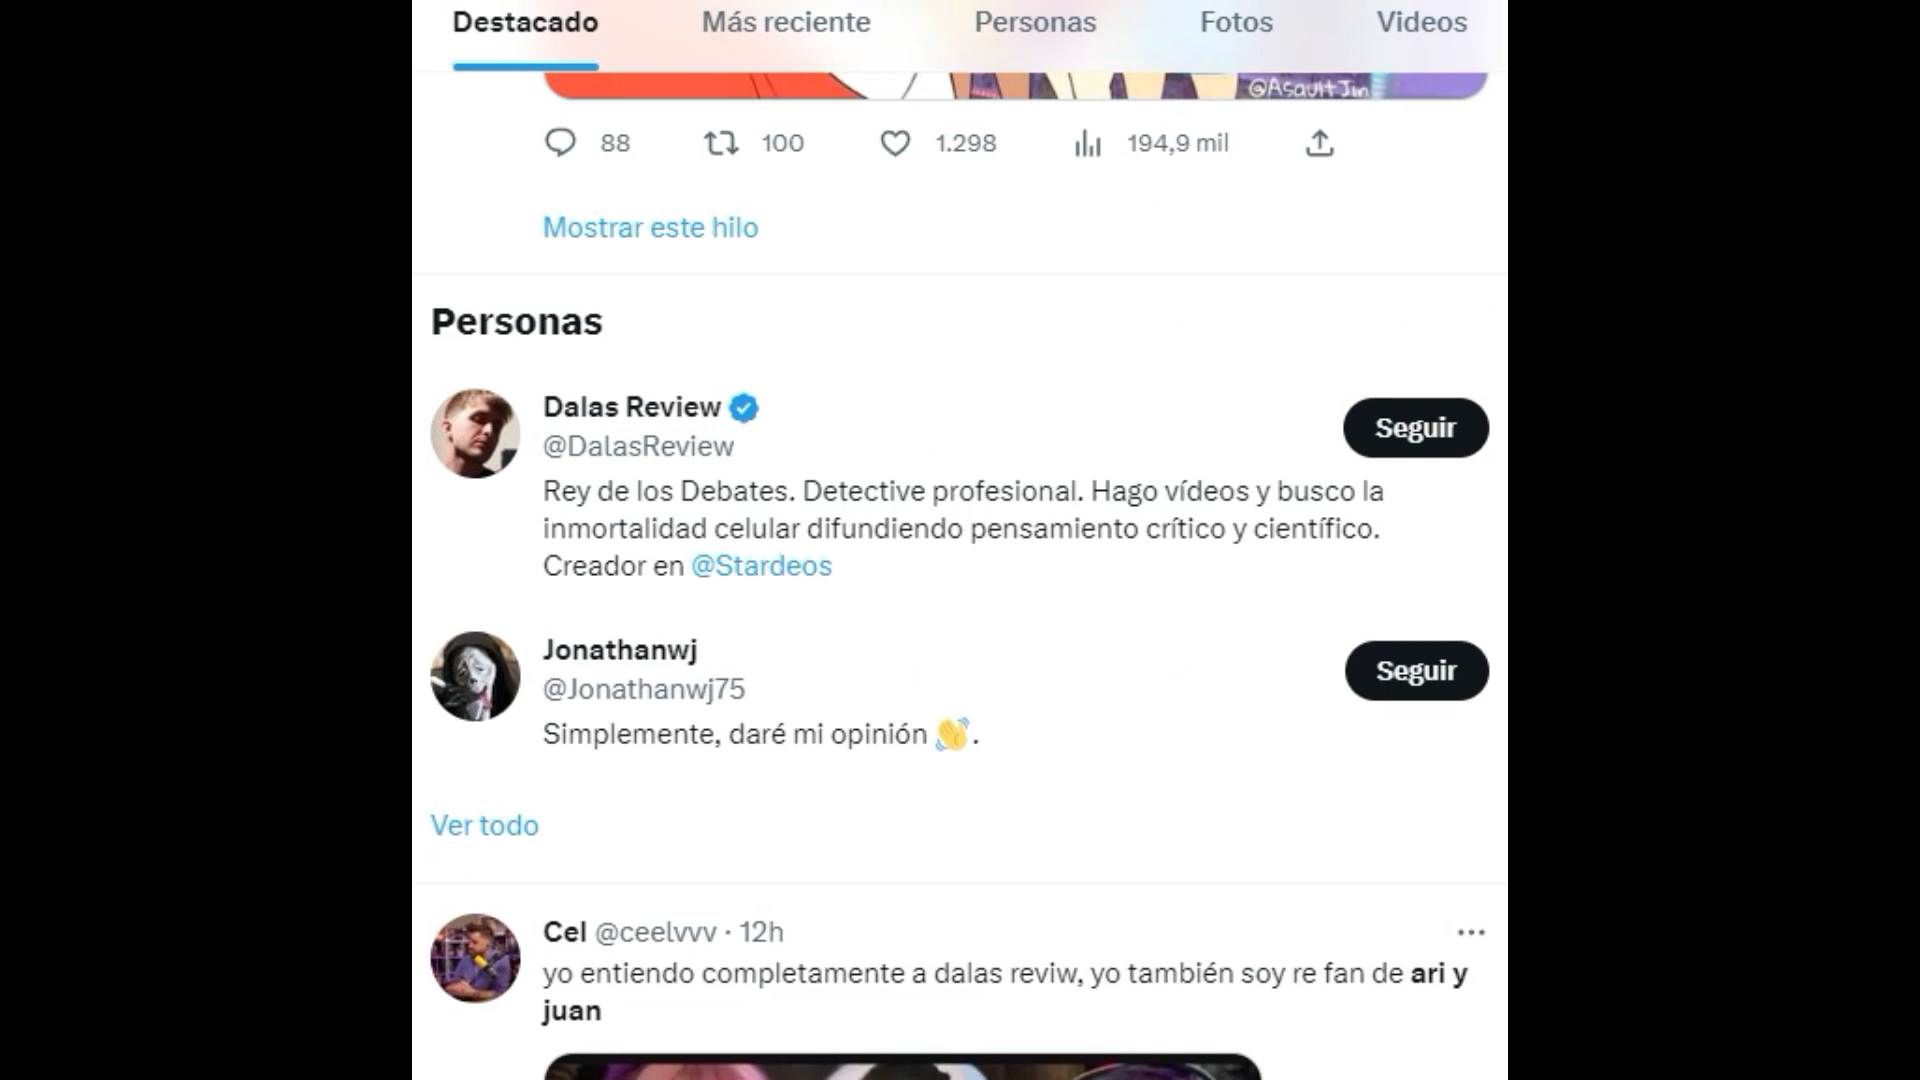 Destacado Más reciente Personas Fotos Videos
@AsaultJin
88 100 1.298 194,9 mil
Mostrar este hilo
Personas
Dalas Review
Seguir
@DalasReview
Rey de los Debates. Detective profesional. Hago vídeos y busco la
inmortalidad celular difundiendo pensamiento crítico y científico.
Creador en @Stardeos
Jonathanwj
Seguir
@Jonathanwj75
Simplemente, daré mi opinión 👋.
Ver todo
Cel @ceelvvv · 12h
yo entiendo completamente a dalas reviw, yo también soy re fan de ari y
juan